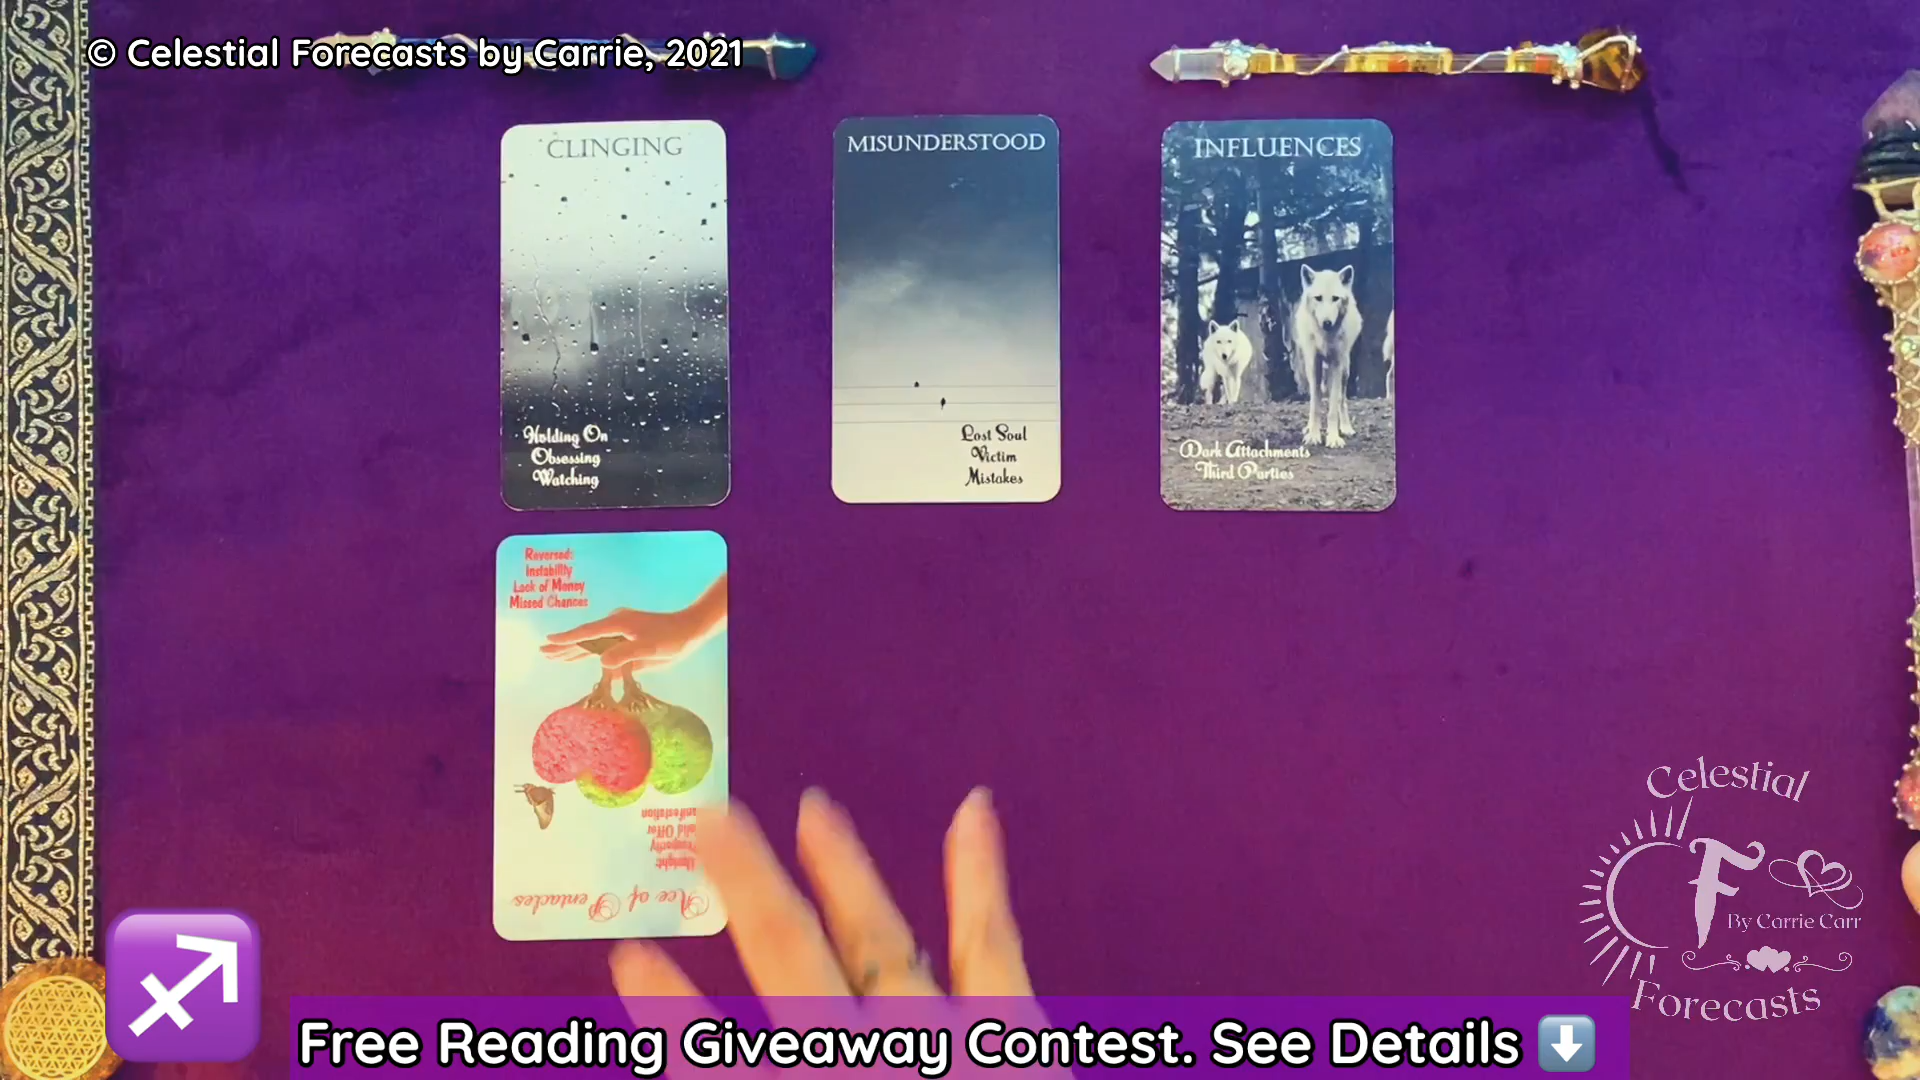 © Celestial Forecasts by Carrie, 2021
CLINGING
Holding On
Obsessing
Watching
MISUNDERSTOOD
Lost Soul
Victim
Mistakes
INFLUENCES
Dark Attachments
Third Parties
Reversed:
Instability
Lack of Money
Missed Chances
Offer
Ace of Pentacles
Celestial
F
By Carrie Carr
Forecasts
Free Reading Giveaway Contest. See Details